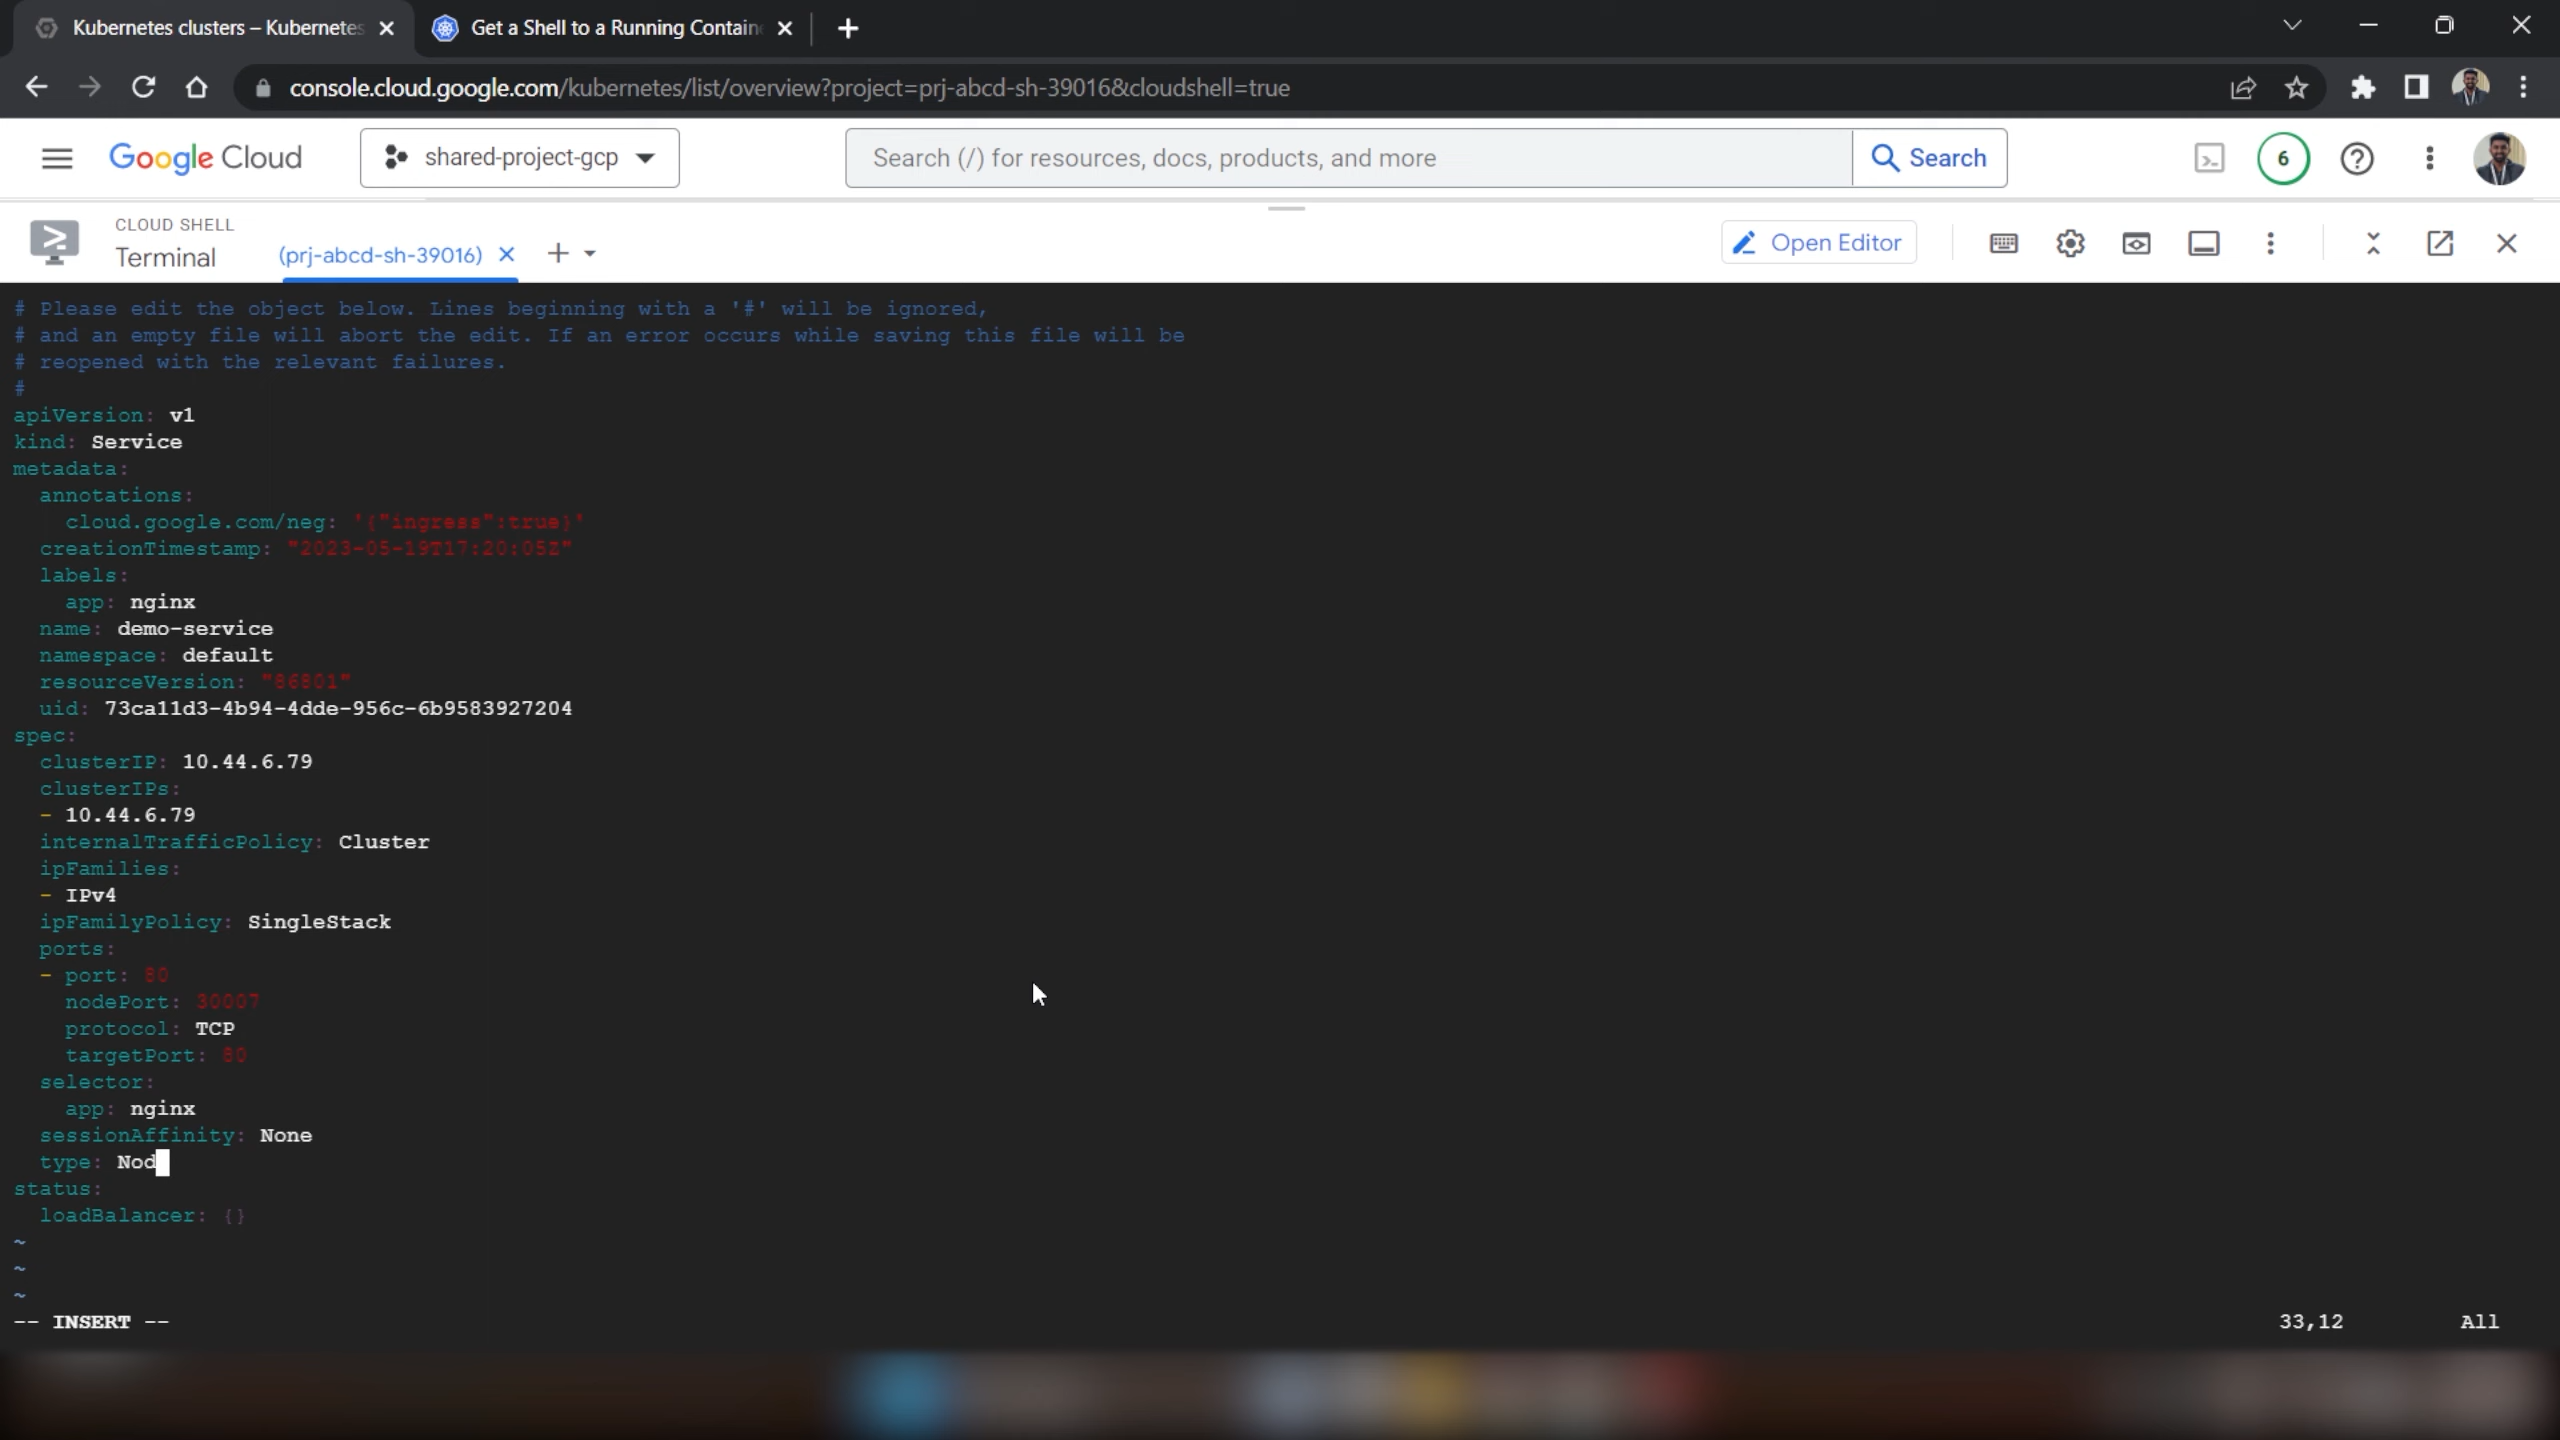 Kubernetes clusters – Kubernetes
Get a Shell to a Running Contain
console.cloud.google.com/kubernetes/list/overview?project=prj-abcd-sh-39016&cloudshell=true
Google Cloud
shared-project-gcp
Search (/) for resources, docs, products, and more
Search
6
CLOUD SHELL
Terminal
(prj-abcd-sh-39016)
Open Editor
# Please edit the object below. Lines beginning with a '#' will be ignored,
# and an empty file will abort the edit. If an error occurs while saving this file will be
# reopened with the relevant failures.
#
apiVersion: v1
kind: Service
metadata:
  annotations:
    cloud.google.com/neg: '{"ingress":true}'
  creationTimestamp: "2023-05-19T17:20:05Z"
  labels:
    app: nginx
  name: demo-service
  namespace: default
  resourceVersion: "86801"
  uid: 73ca11d3-4b94-4dde-956c-6b9583927204
spec:
  clusterIP: 10.44.6.79
  clusterIPs:
  - 10.44.6.79
  internalTrafficPolicy: Cluster
  ipFamilies:
  - IPv4
  ipFamilyPolicy: SingleStack
  ports:
  - port: 80
    nodePort: 30007
    protocol: TCP
    targetPort: 80
  selector:
    app: nginx
  sessionAffinity: None
  type: Nod
status:
  loadBalancer: {}
~
~
~
-- INSERT -- 33,12 All